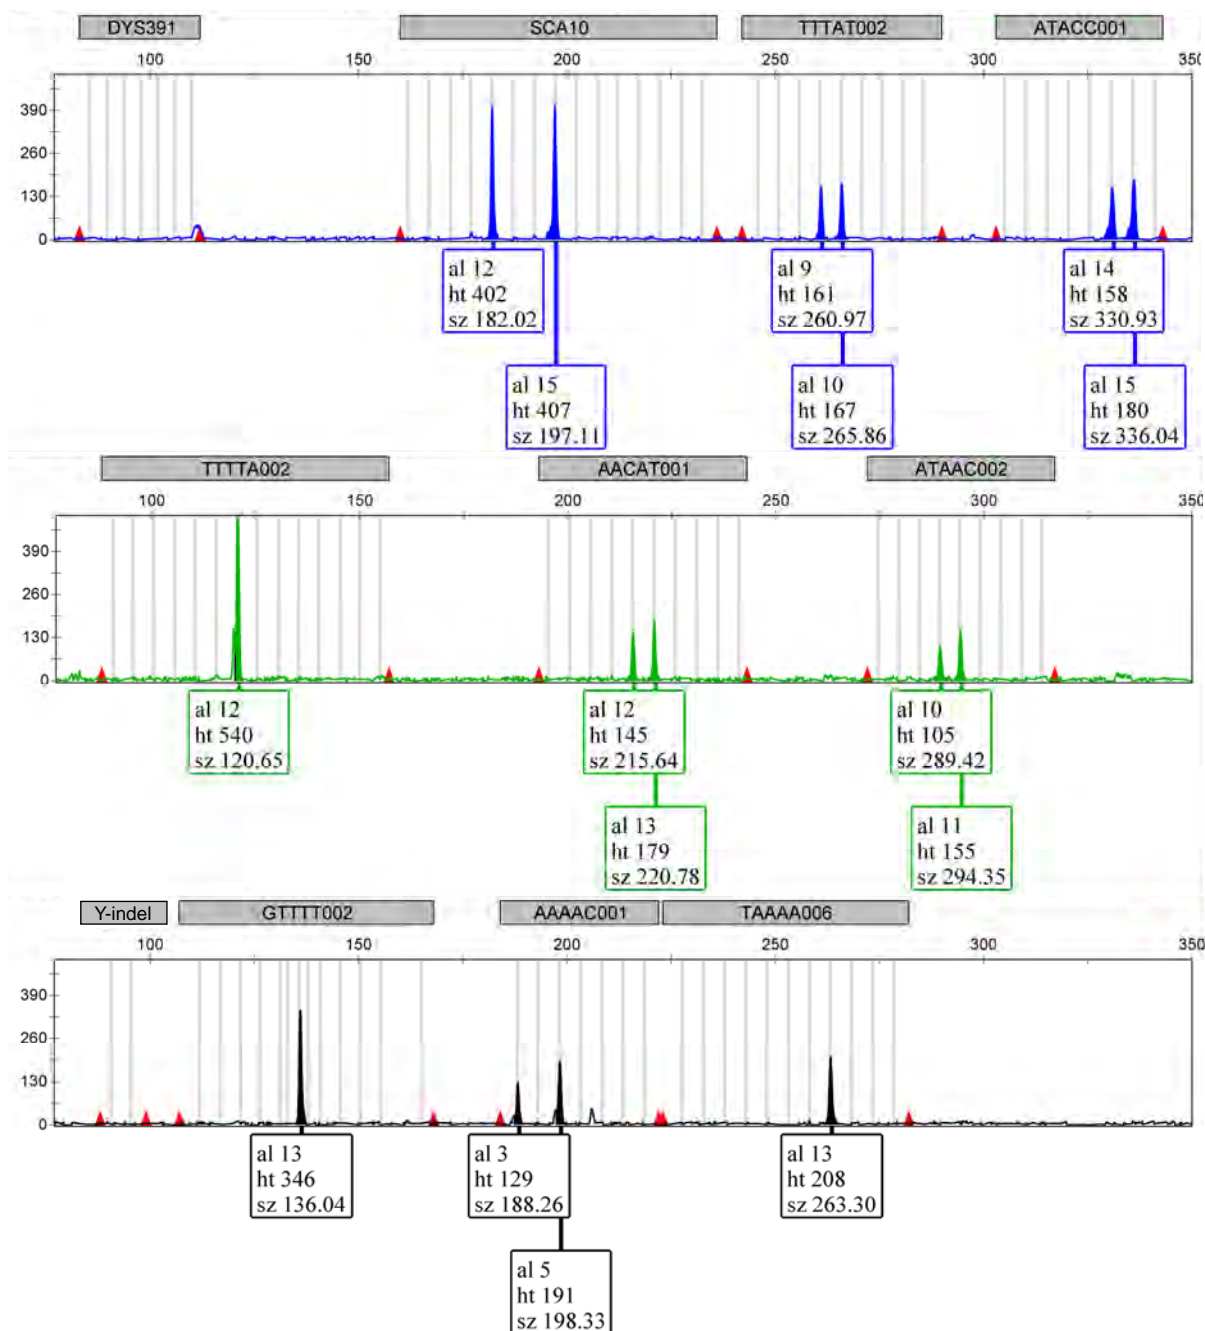 DYS391 SCA10 TTTAT002 ATACC001
100 150 200 250 300 350
390
260
130
0
al 12
ht 402
sz 182.02
al 9
ht 161
sz 260.97
al 14
ht 158
sz 330.93
al 15
ht 407
sz 197.11
al 10
ht 167
sz 265.86
al 15
ht 180
sz 336.04
TTTTA002 AACAT001 ATAAC002
100 150 200 250 300 350
390
260
130
0
al 12
ht 540
sz 120.65
al 12
ht 145
sz 215.64
al 10
ht 105
sz 289.42
al 13
ht 179
sz 220.78
al 11
ht 155
sz 294.35
Y-indel GTTTT002 AAAAC001 TAAAA006
100 150 200 250 300 350
390
260
130
0
al 13
ht 346
sz 136.04
al 3
ht 129
sz 188.26
al 13
ht 208
sz 263.30
al 5
ht 191
sz 198.33